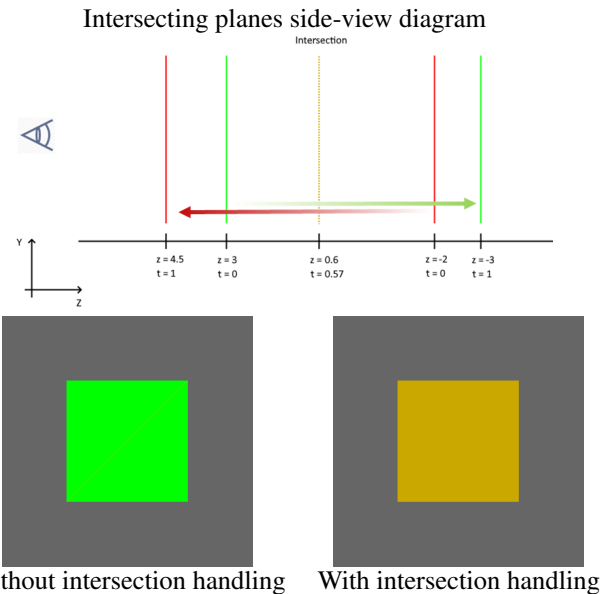 Intersecting planes side-view diagram
Intersection
Y
Z
z = 4.5 z = 3 z = 0.6 z = -2 z = -3
t = 1 t = 0 t = 0.57 t = 0 t = 1
thout intersection handling With intersection handling